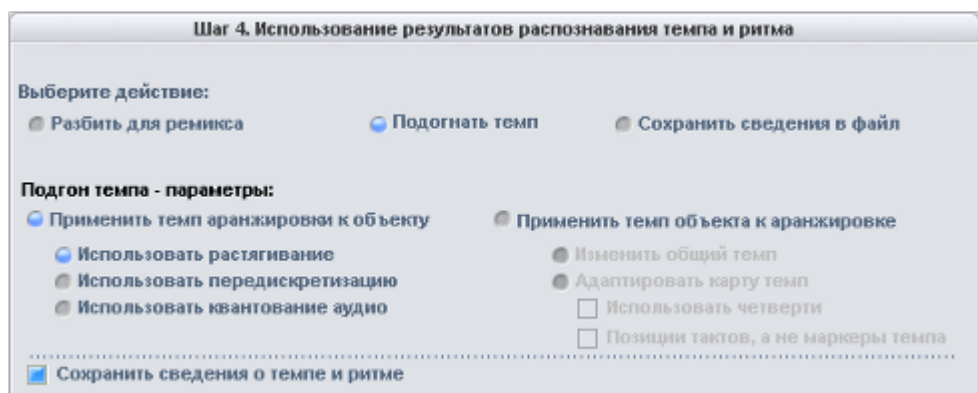 Шаг 4. Использование результатов распознавания темпа и ритма
Выберите действие:
Разбить для ремикса
Подогнать темп
Сохранить сведения в файл
Подгон темпа - параметры:
Применить темп аранжировки к объекту
Применить темп объекта к аранжировке
Использовать растягивание
Изменить общий темп
Использовать передискретизацию
Адаптировать карту темп
Использовать квантование аудио
Использовать четверти
Позиции тактов, а не маркеры темпа
Сохранить сведения о темпе и ритме